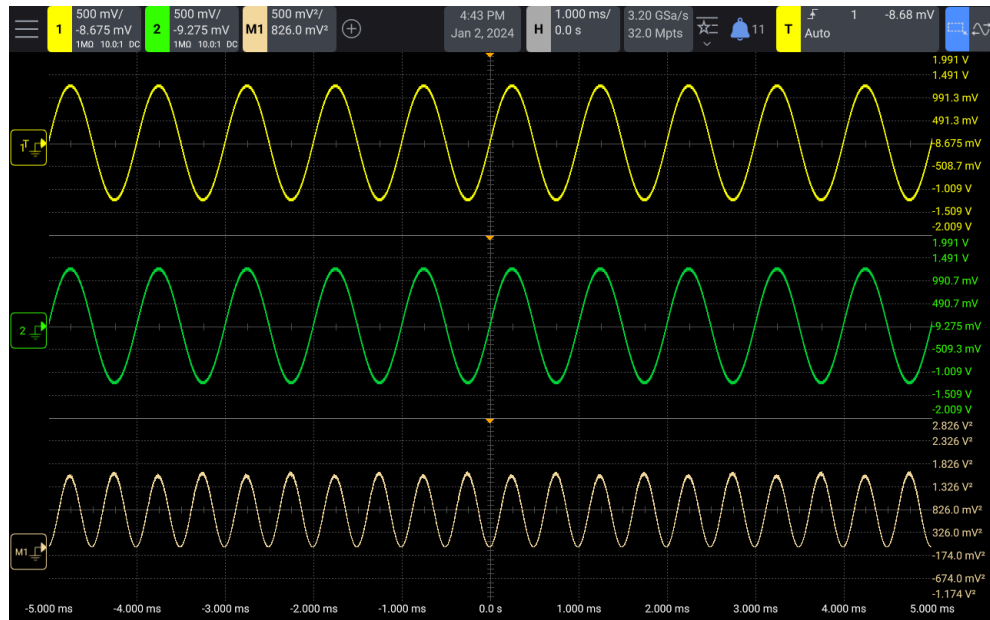 1 500 mV/ 2 500 mV/ M1 500 mV²/ 4:43 PM H 1.000 ms/ 3.20 GSa/s 11 T 1 -8.68 mV
-8.675 mV -9.275 mV 826.0 mV² Jan 2, 2024 0.0 s 32.0 Mpts Auto
1MΩ 10.0:1 DC 1MΩ 10.0:1 DC
1.991 V
1.491 V
991.3 mV
491.3 mV
1T -8.675 mV
-508.7 mV
-1.009 V
-1.509 V
-2.009 V
1.991 V
1.491 V
990.7 mV
490.7 mV
2 -9.275 mV
-509.3 mV
-1.009 V
-1.509 V
-2.009 V
2.826 V²
2.326 V²
1.826 V²
1.326 V²
826.0 mV²
326.0 mV²
M1 -174.0 mV²
-674.0 mV²
-1.174 V²
-5.000 ms -4.000 ms -3.000 ms -2.000 ms -1.000 ms 0.0 s 1.000 ms 2.000 ms 3.000 ms 4.000 ms 5.000 ms